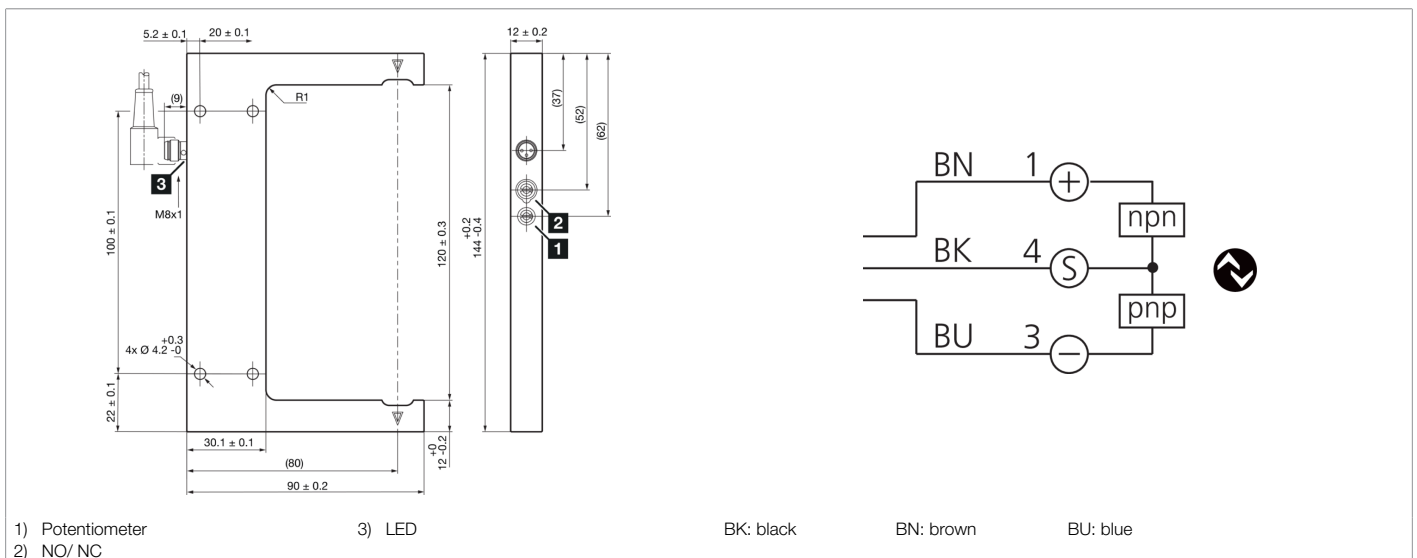 5.2 ± 0.1
20 ± 0.1
12 ± 0.2
(9)
R1
(37)
(52)
(62)
3
M8x1
2
1
100 ± 0.1
120 ± 0.3
+0.2
144 -0.4
+0.3
4x Ø 4.2 -0
22 ± 0.1
30.1 ± 0.1
+0
12 -0.2
(80)
90 ± 0.2
BN 1 +
npn
BK 4 S
pnp
BU 3 −
1) Potentiometer
2) NO/ NC
3) LED
BK: black
BN: brown
BU: blue